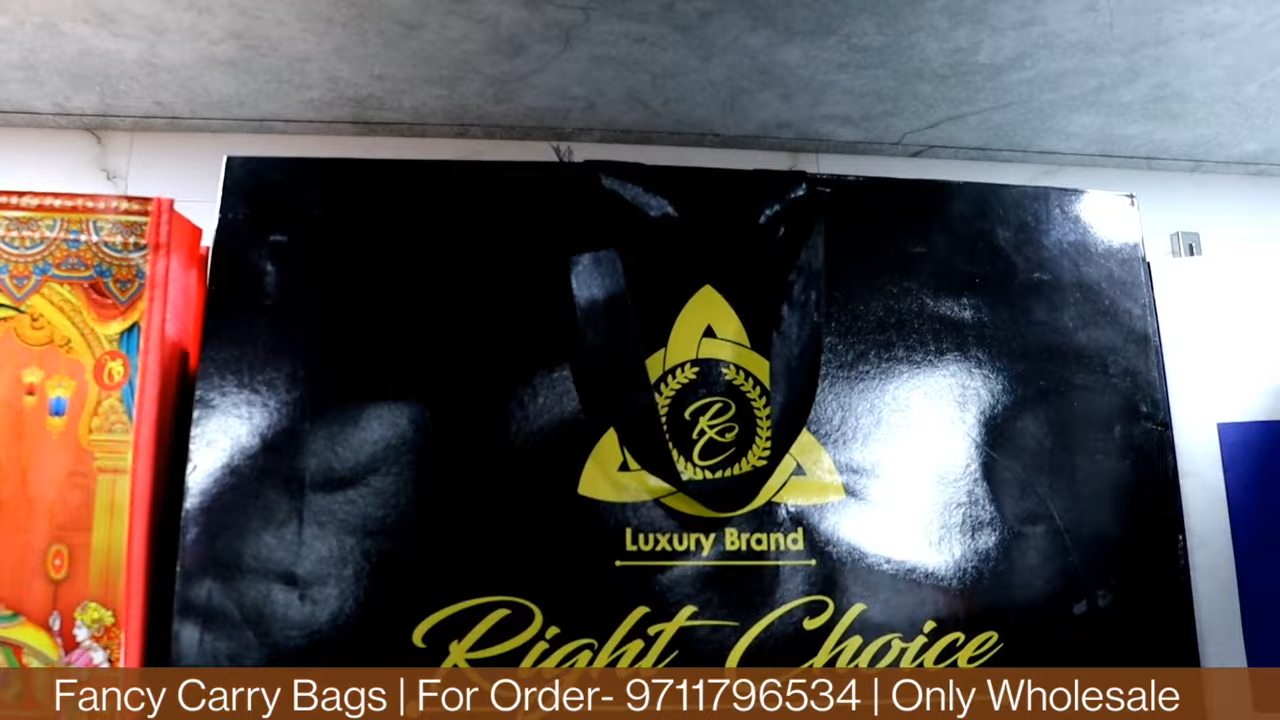 RC
Luxury Brand
Right Choice
Fancy Carry Bags | For Order- 9711796534 | Only Wholesale